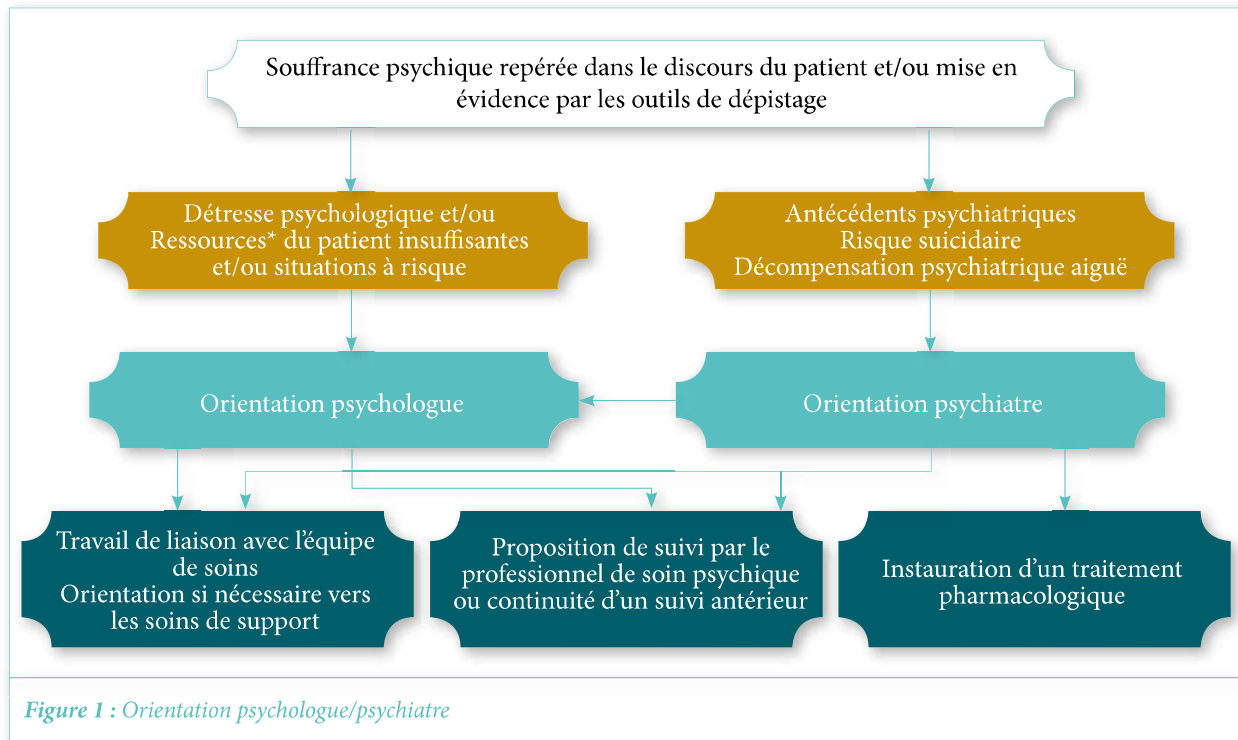 Souffrance psychique repérée dans le discours du patient et/ou mise en
évidence par les outils de dépistage
Détresse psychologique et/ou
Ressources* du patient insuffisantes
et/ou situations à risque
Antécédents psychiatriques
Risque suicidaire
Décompensation psychiatrique aiguë
Orientation psychologue
Orientation psychiatre
Travail de liaison avec l'équipe
de soins
Orientation si nécessaire vers
les soins de support
Proposition de suivi par le
professionnel de soin psychique
ou continuité d'un suivi antérieur
Instauration d'un traitement
pharmacologique
Figure 1 : Orientation psychologue/psychiatre